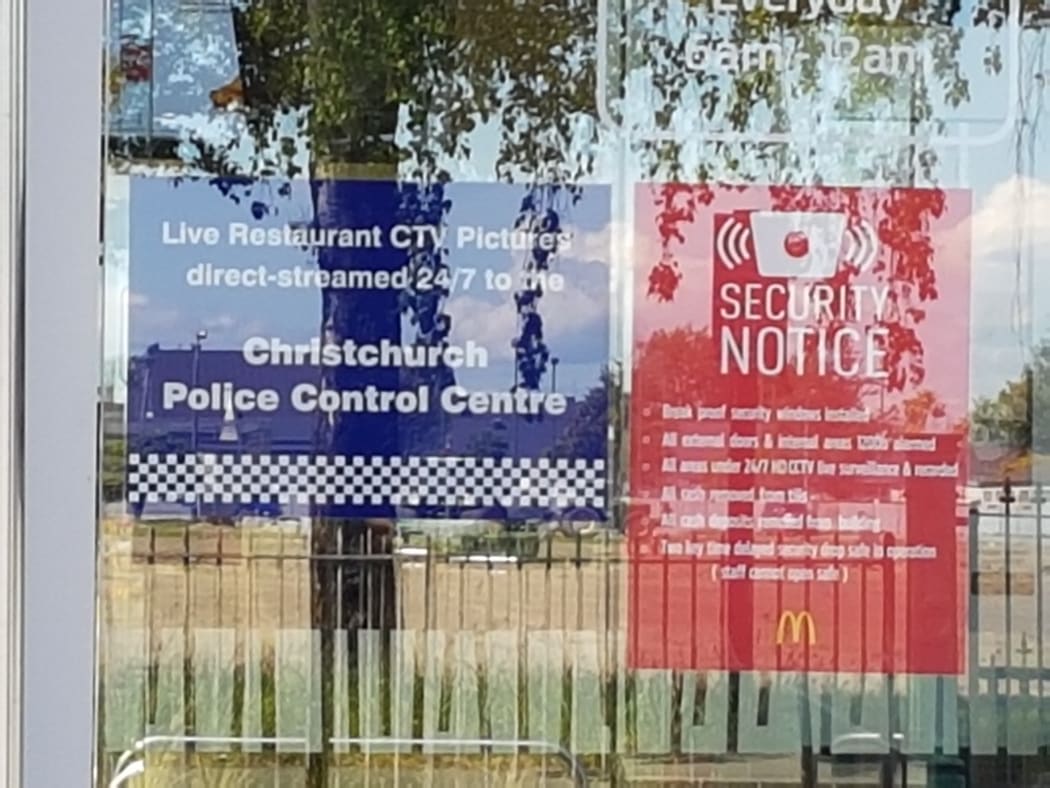 Everyday
6am - 12am
Live Restaurant CTV Pictures
direct-streamed 24/7 to the
Christchurch
Police Control Centre
SECURITY
NOTICE
Break proof security windows installed
All external doors & internal areas alarmed
All areas under 24/7 HD CCTV live surveillance & recorded
All cash removed from tills
All cash deposits removed from building
Two key time delayed security drop safe in operation
( staff cannot open safe )